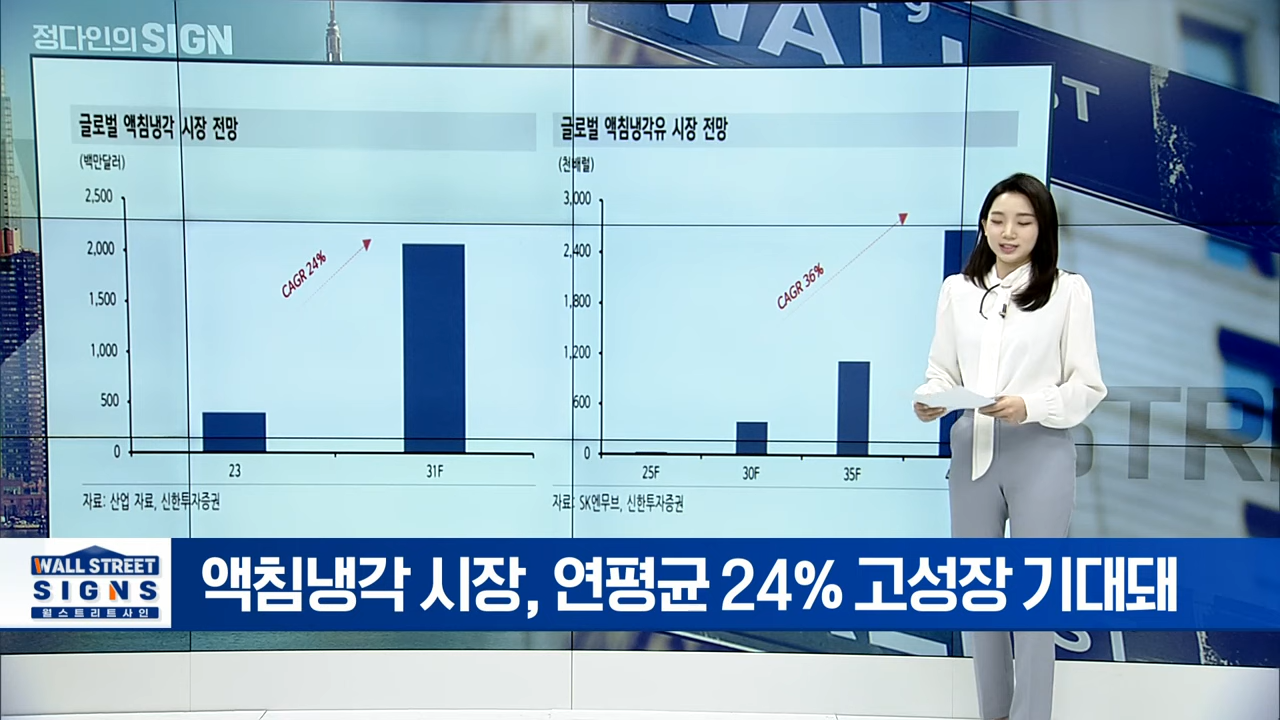 정다인의 SIGN
글로벌 액침냉각 시장 전망
(백만달러)
2,500
2,000
1,500
1,000
500
0
CAGR 24%
23
31F
자료: 산업 자료, 신한투자증권
글로벌 액침냉각유 시장 전망
(천배럴)
3,000
2,400
1,800
1,200
600
0
CAGR 36%
25F
30F
35F
자료: SK엔무브, 신한투자증권
WALL
ST
STR
WALL STREET
SIGNS
월스트리트사인
액침냉각 시장, 연평균 24% 고성장 기대돼